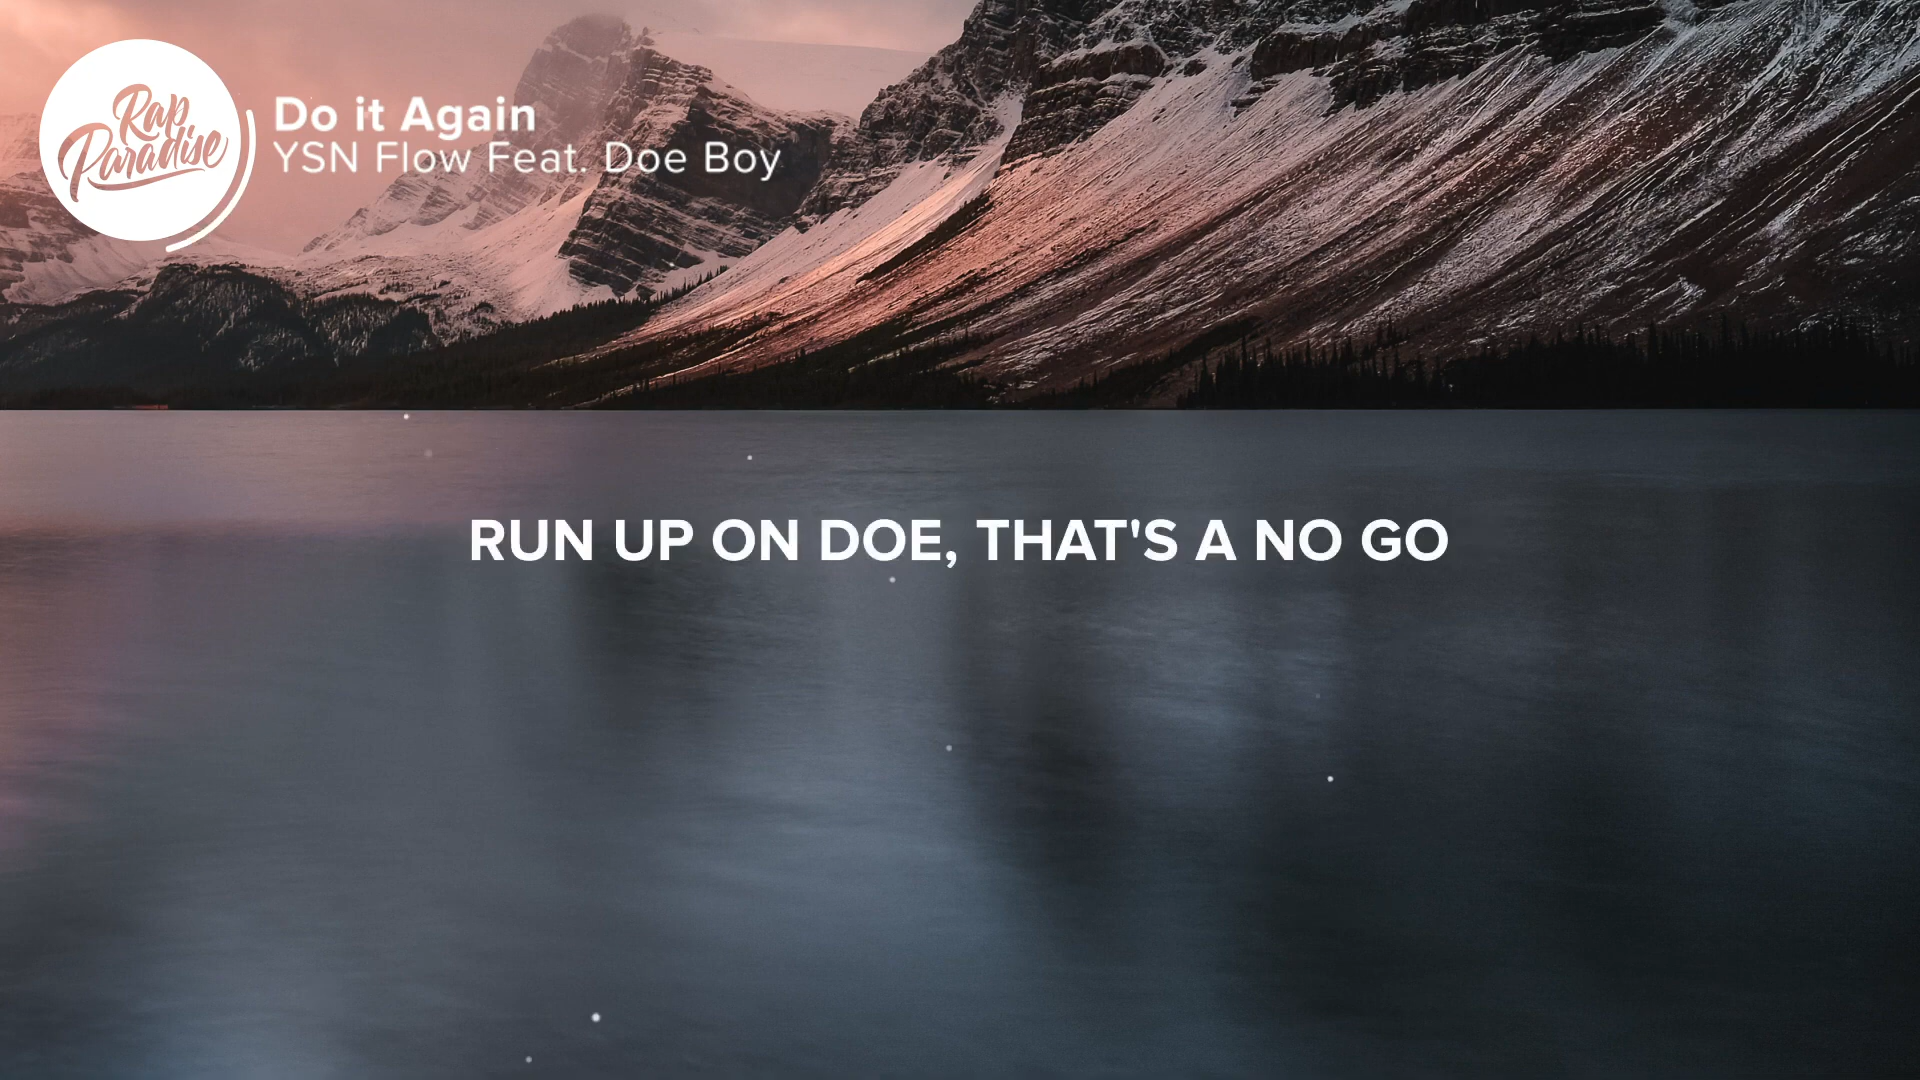 Rap
Paradise
Do it Again
YSN Flow Feat. Doe Boy
RUN UP ON DOE, THAT'S A NO GO